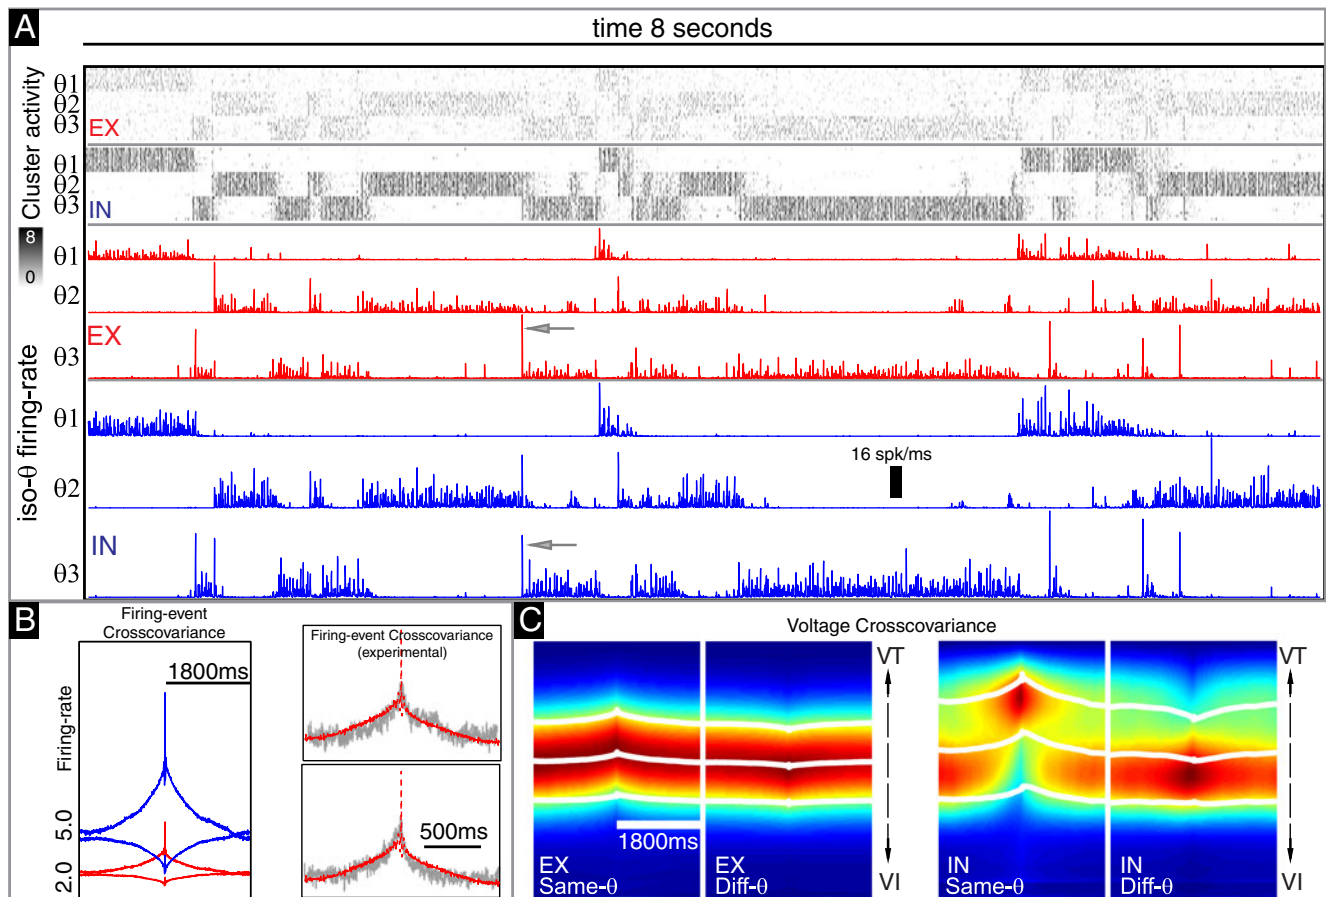 A
time 8 seconds
Cluster activity
θ1
θ2
θ3
EX
θ1
θ2
θ3
IN
8
0
iso-θ firing-rate
θ1
θ2
EX
θ3
θ1
16 spk/ms
θ2
IN
θ3
B
Firing-event
Crosscovariance
1800ms
Firing-rate
5.0
2.0
Firing-event Crosscovariance
(experimental)
500ms
C
Voltage Crosscovariance
VT
VI
1800ms
EX
Same-θ
EX
Diff-θ
VT
VI
IN
Same-θ
IN
Diff-θ